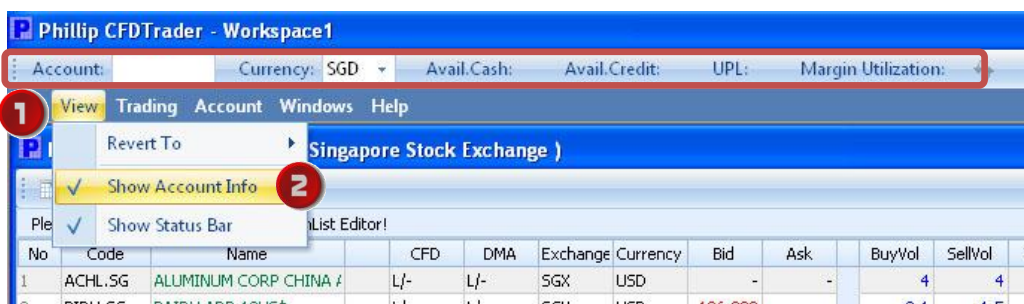 P Phillip CFDTrader - Workspace1
Account: Currency: SGD Avail.Cash: Avail.Credit: UPL: Margin Utilization:
1 View Trading Account Windows Help
P Singapore Stock Exchange )
Revert To
Show Account Info 2
Show Status Bar
Ple List Editor!
No Code Name CFD DMA Exchange Currency Bid Ask BuyVol SellVol
1 ACHL.SG ALUMINUM CORP CHINA A L/- L/- SGX USD - - 4 4